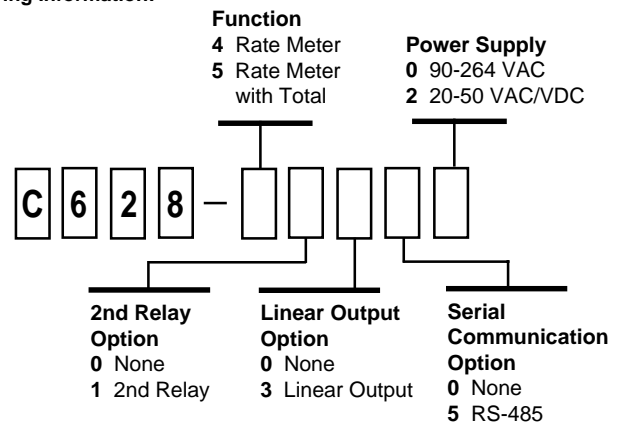 Function
4 Rate Meter
5 Rate Meter
with Total
Power Supply
0 90-264 VAC
2 20-50 VAC/VDC
C 6 2 8 –
2nd Relay
Option
0 None
1 2nd Relay
Linear Output
Option
0 None
3 Linear Output
Serial
Communication
Option
0 None
5 RS-485